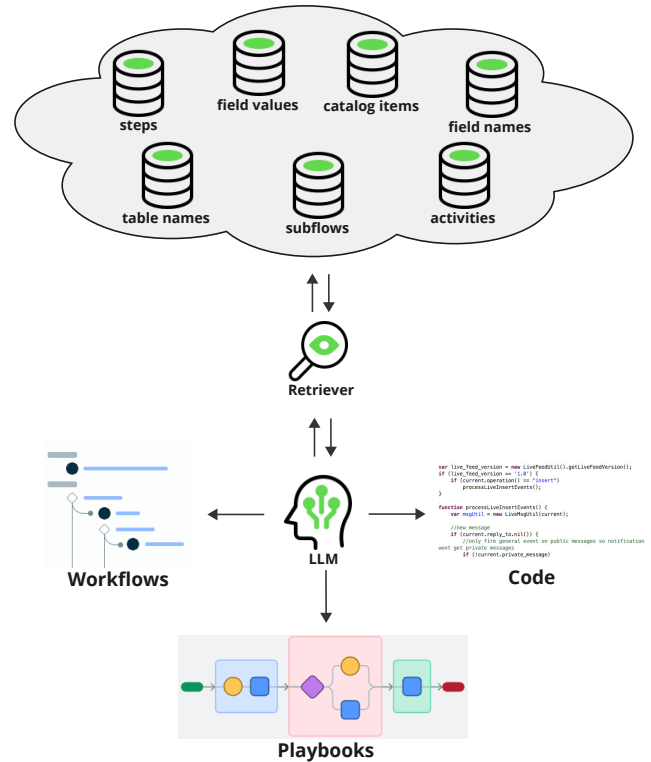 steps
field values
catalog items
field names
table names
subflows
activities
Retriever
LLM
Workflows
var live_feed_version = new LiveFeedUtil().getLiveFeedVersion();
if (live_feed_version == '1.0') {
if (current.operation() == "insert")
processLiveInsertEvents();
}
function processLiveInsertEvents() {
var msgUtil = new LiveMsgUtil(current);
//new message
if (current.reply_to.nil()) {
//only fire general event on public messages so notification
wont get private messages
if (!current.private_message)
Code
Playbooks